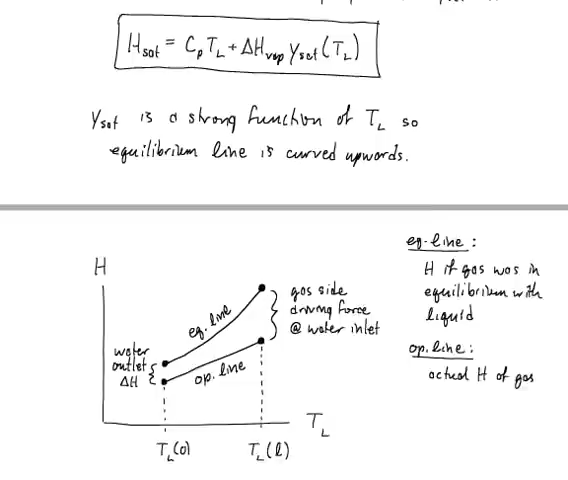 H_sat = C_p T_L + ΔH_vap y_sat (T_L)
y_sat is a strong function of T_L so
equilibrium line is curved upwards.
H
eq. line
op. line
water
outlet
ΔH
gas side
driving force
@ water inlet
T_L
T_L(0)
T_L(l)
eq. line:
H if gas was in
equilibrium with
liquid
op. line:
actual H of gas